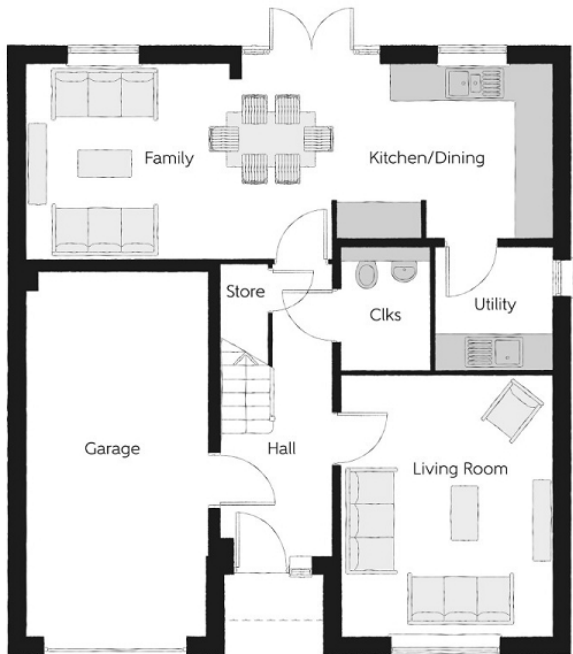 Family
Kitchen/Dining
Store
Clks
Utility
Garage
Hall
Living Room